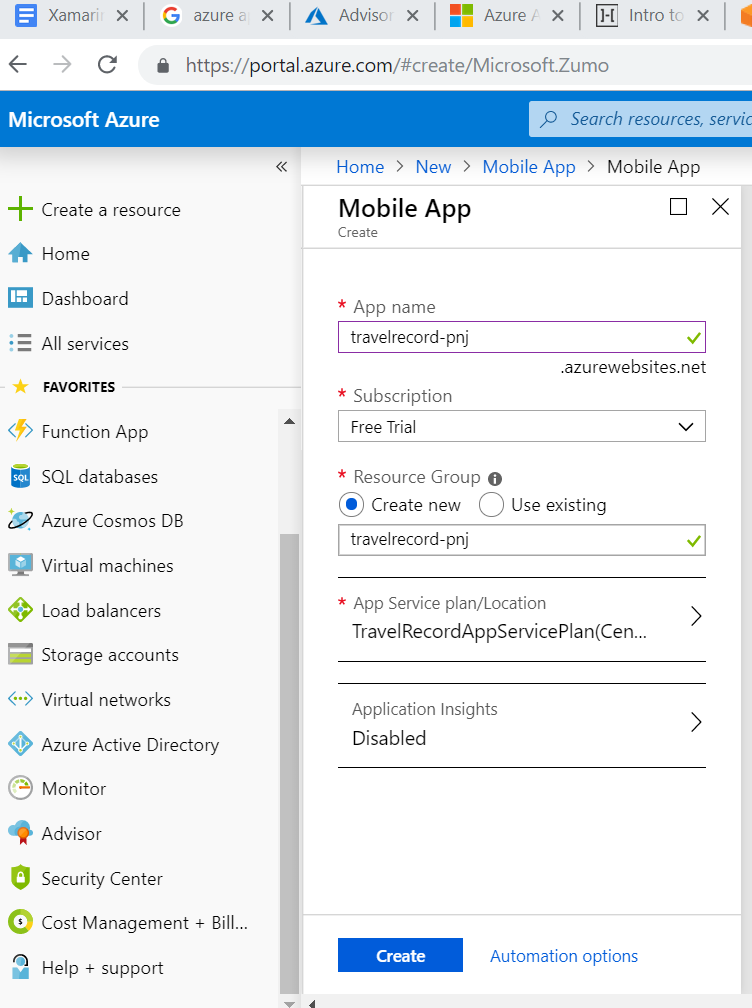 Xamari
azure a
Advisor
Azure A
Intro to
https://portal.azure.com/#create/Microsoft.Zumo
Microsoft Azure
Search resources, servic
Home > New > Mobile App > Mobile App
Mobile App
Create
Create a resource
Home
Dashboard
All services
FAVORITES
Function App
SQL databases
Azure Cosmos DB
Virtual machines
Load balancers
Storage accounts
Virtual networks
Azure Active Directory
Monitor
Advisor
Security Center
Cost Management + Bill...
Help + support
* App name
travelrecord-pnj
.azurewebsites.net
* Subscription
Free Trial
* Resource Group
Create new Use existing
travelrecord-pnj
* App Service plan/Location
TravelRecordAppServicePlan(Cen...
Application Insights
Disabled
Create
Automation options